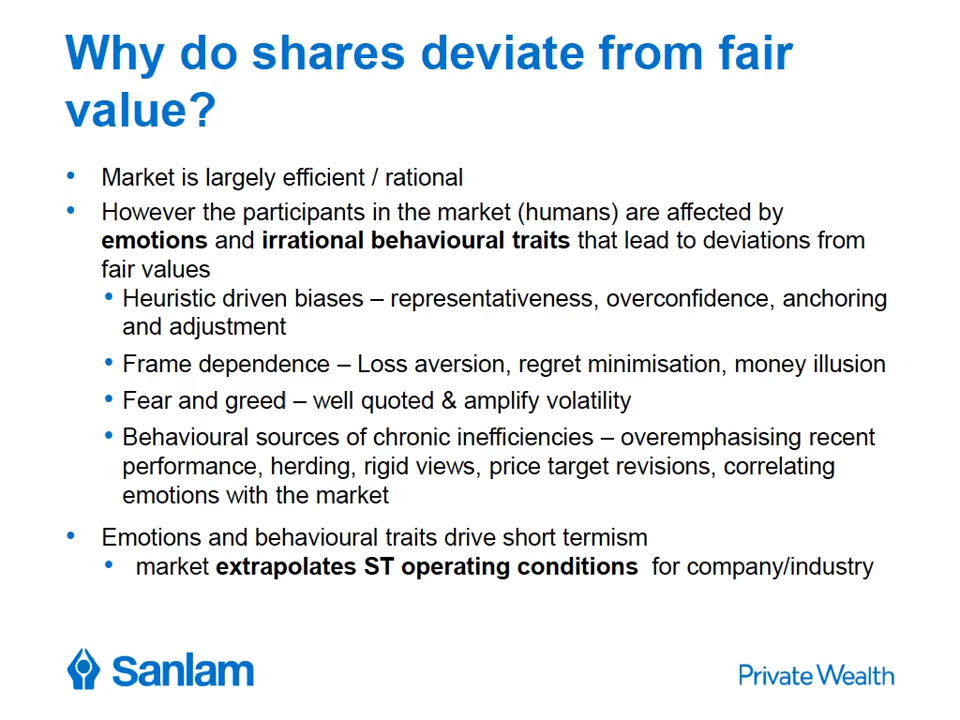 Why do shares deviate from fair
value?
• Market is largely efficient / rational
• However the participants in the market (humans) are affected by
emotions and irrational behavioural traits that lead to deviations from
fair values
• Heuristic driven biases – representativeness, overconfidence, anchoring
and adjustment
• Frame dependence – Loss aversion, regret minimisation, money illusion
• Fear and greed – well quoted & amplify volatility
• Behavioural sources of chronic inefficiencies – overemphasising recent
performance, herding, rigid views, price target revisions, correlating
emotions with the market
• Emotions and behavioural traits drive short termism
• market extrapolates ST operating conditions for company/industry
Sanlam
Private Wealth